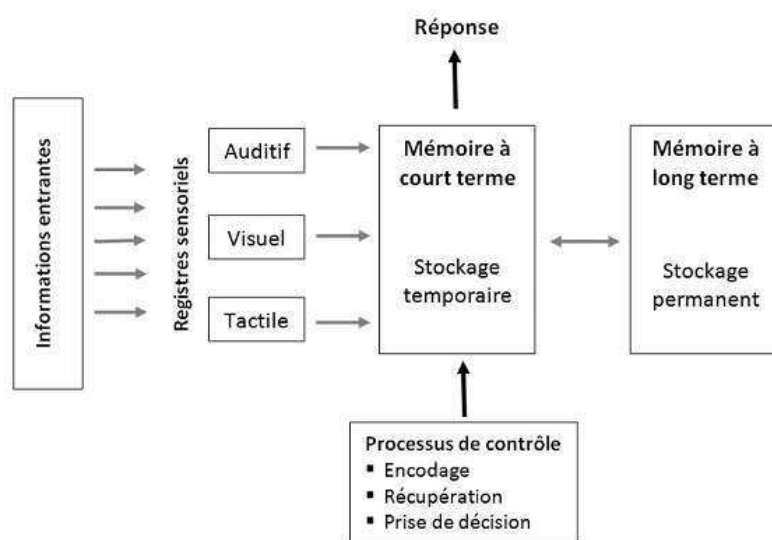 Réponse
Informations entrantes
Registres sensoriels
Auditif
Visuel
Tactile
Mémoire à
court terme
Stockage
temporaire
Mémoire à
long terme
Stockage
permanent
Processus de contrôle
▪ Encodage
▪ Récupération
▪ Prise de décision